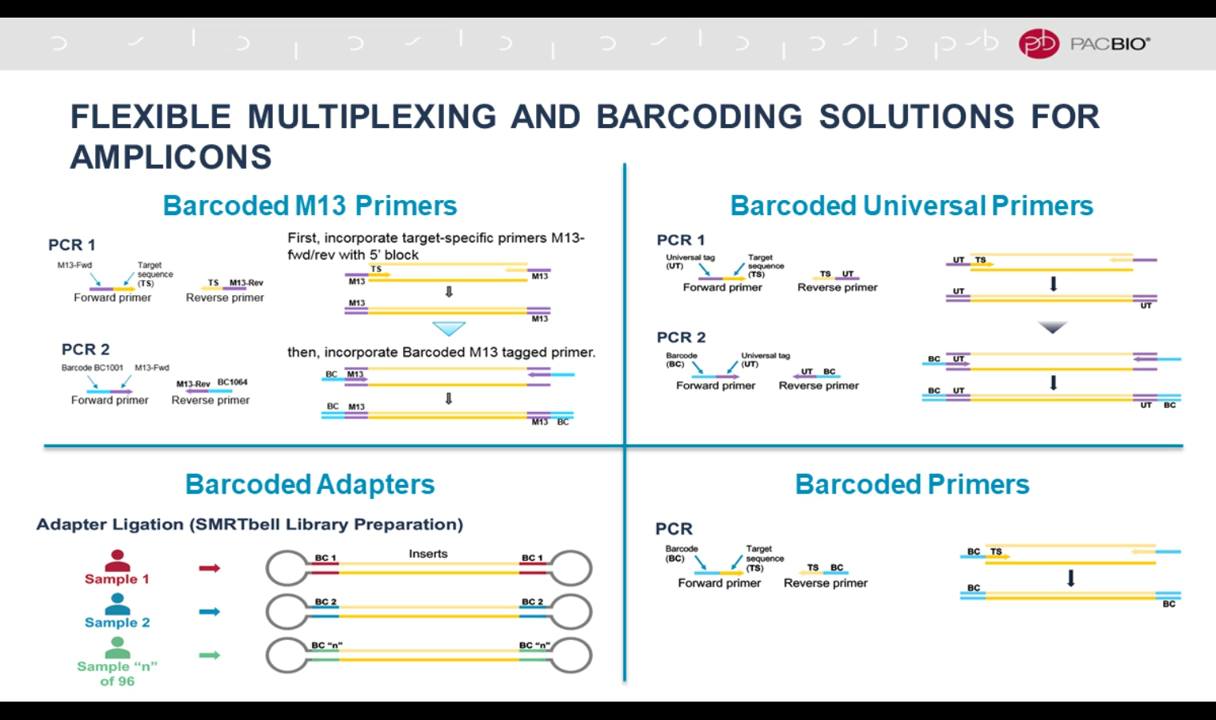 PACBIO®
FLEXIBLE MULTIPLEXING AND BARCODING SOLUTIONS FOR
AMPLICONS
Barcoded M13 Primers
PCR 1
M13-Fwd
Target
sequence
(TS)
Forward primer
TS M13-Rev
Reverse primer
First, incorporate target-specific primers M13-
fwd/rev with 5' block
TS
M13
M13
M13
M13
PCR 2
Barcode BC1001
M13-Fwd
Forward primer
M13-Rev BC1064
Reverse primer
then, incorporate Barcoded M13 tagged primer.
BC M13
BC M13
M13 BC
Barcoded Universal Primers
PCR 1
Universal tag
(UT)
Target
sequence
(TS)
Forward primer
TS UT
Reverse primer
UT TS
UT
UT
PCR 2
Barcode
(BC)
Universal tag
(UT)
Forward primer
UT BC
Reverse primer
BC UT
BC UT
UT BC
Barcoded Adapters
Adapter Ligation (SMRTbell Library Preparation)
Sample 1
BC 1 Inserts BC 1
Sample 2
BC 2 BC 2
Sample “n”
of 96
BC “n” BC “n”
Barcoded Primers
PCR
Barcode
(BC)
Target
sequence
(TS)
Forward primer
TS BC
Reverse primer
BC TS
BC
BC